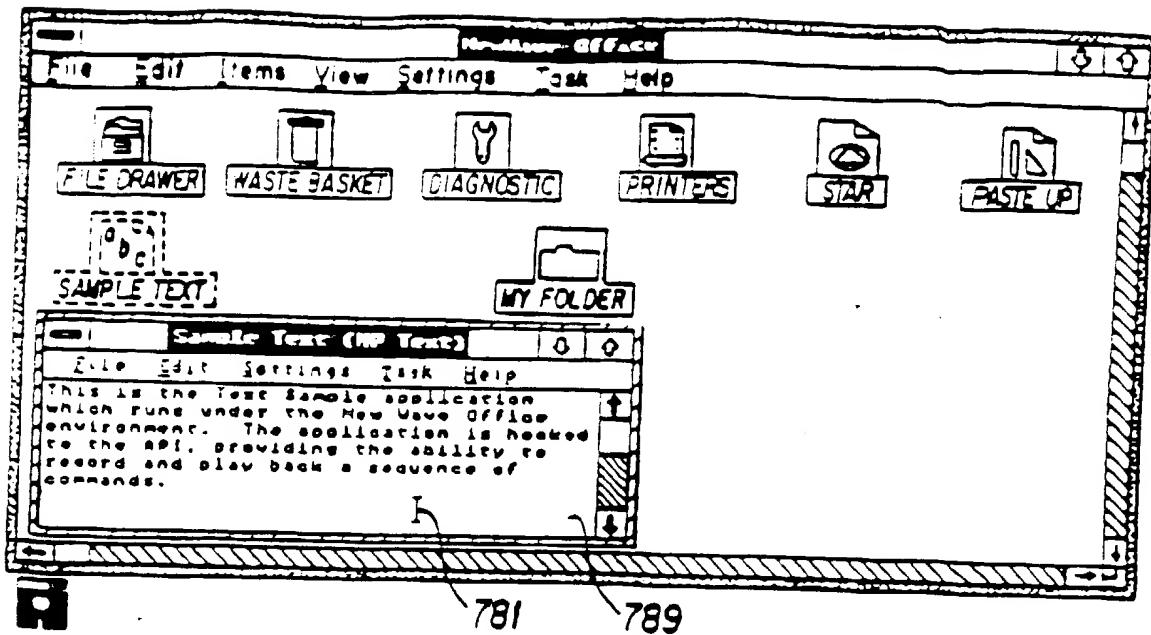 NewWave Office
File Edit Items View Settings Task Help
FILE DRAWER WASTE BASKET DIAGNOSTIC PRINTERS STAR PASTE UP
a b c
SAMPLE TEXT MY FOLDER
Sample Text (HP Text)
File Edit Settings Task Help
This is the Text Sample application
which runs under the New Wave Office
environment. The application is hooked
to the API, providing the ability to
record and play back a sequence of
commands.
781 789